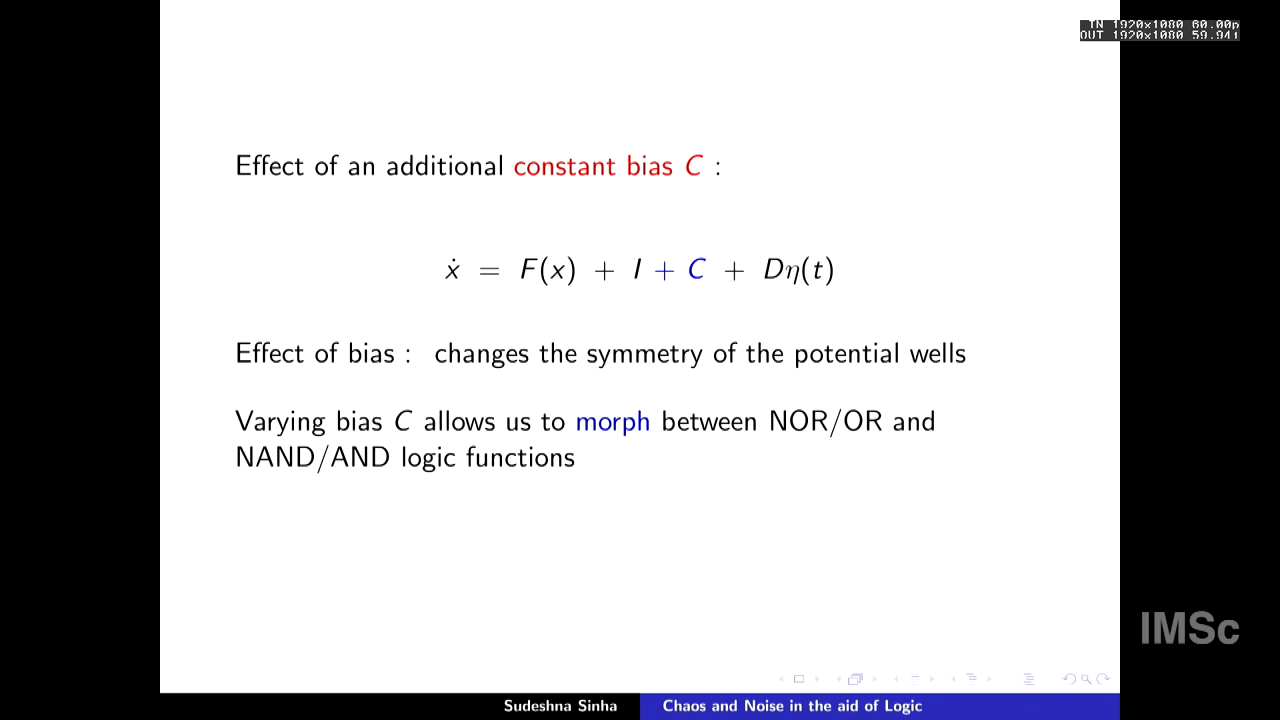 IN 1920x1080 60.00p
OUT 1920x1080 59.94i
Effect of an additional constant bias C :
ẋ = F(x) + I + C + Dη(t)
Effect of bias : changes the symmetry of the potential wells
Varying bias C allows us to morph between NOR/OR and
NAND/AND logic functions
IMSc
Sudeshna Sinha Chaos and Noise in the aid of Logic